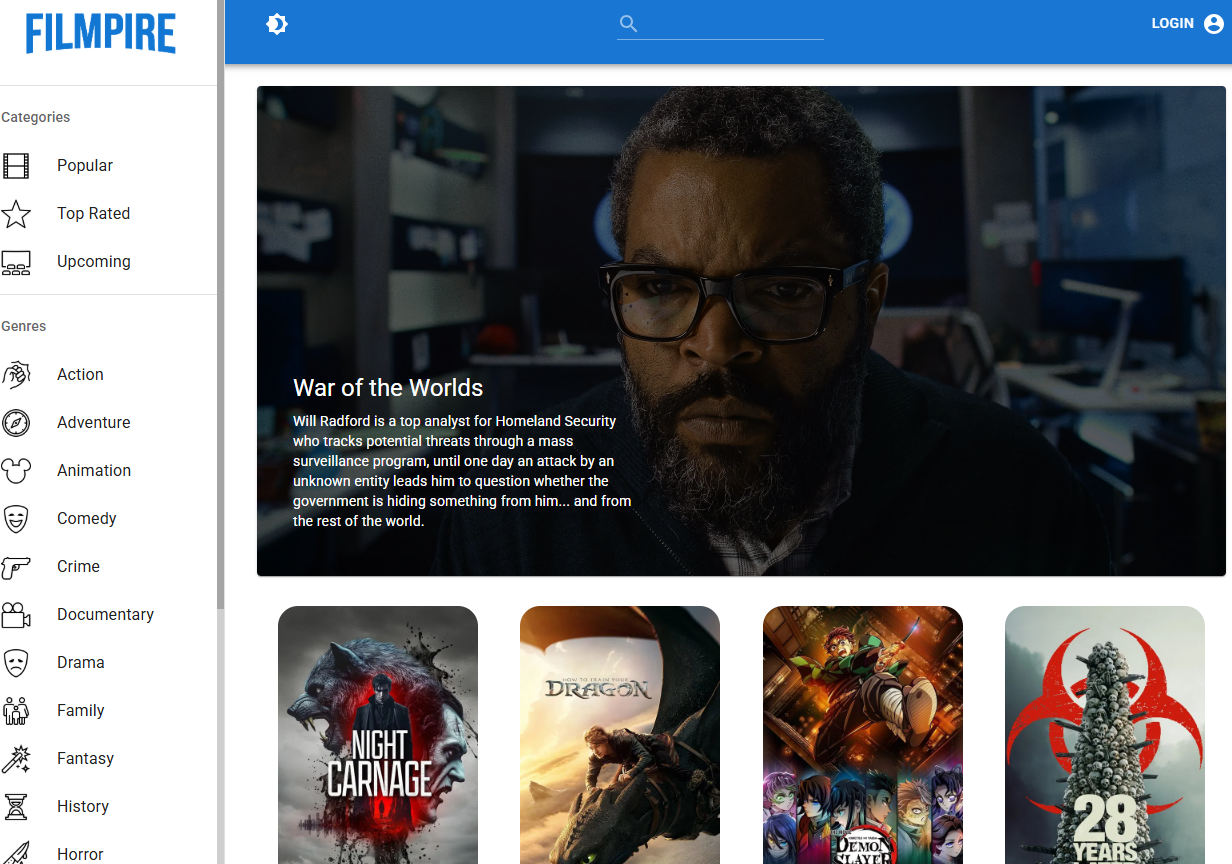 FILMPIRE
LOGIN
Categories
Popular
Top Rated
Upcoming
Genres
Action
Adventure
Animation
Comedy
Crime
Documentary
Drama
Family
Fantasy
History
Horror
War of the Worlds
Will Radford is a top analyst for Homeland Security
who tracks potential threats through a mass
surveillance program, until one day an attack by an
unknown entity leads him to question whether the
government is hiding something from him... and from
the rest of the world.
NIGHT
CARNAGE
HOW TO TRAIN YOUR
DRAGON
DEMON
SLAYER
28
YEARS